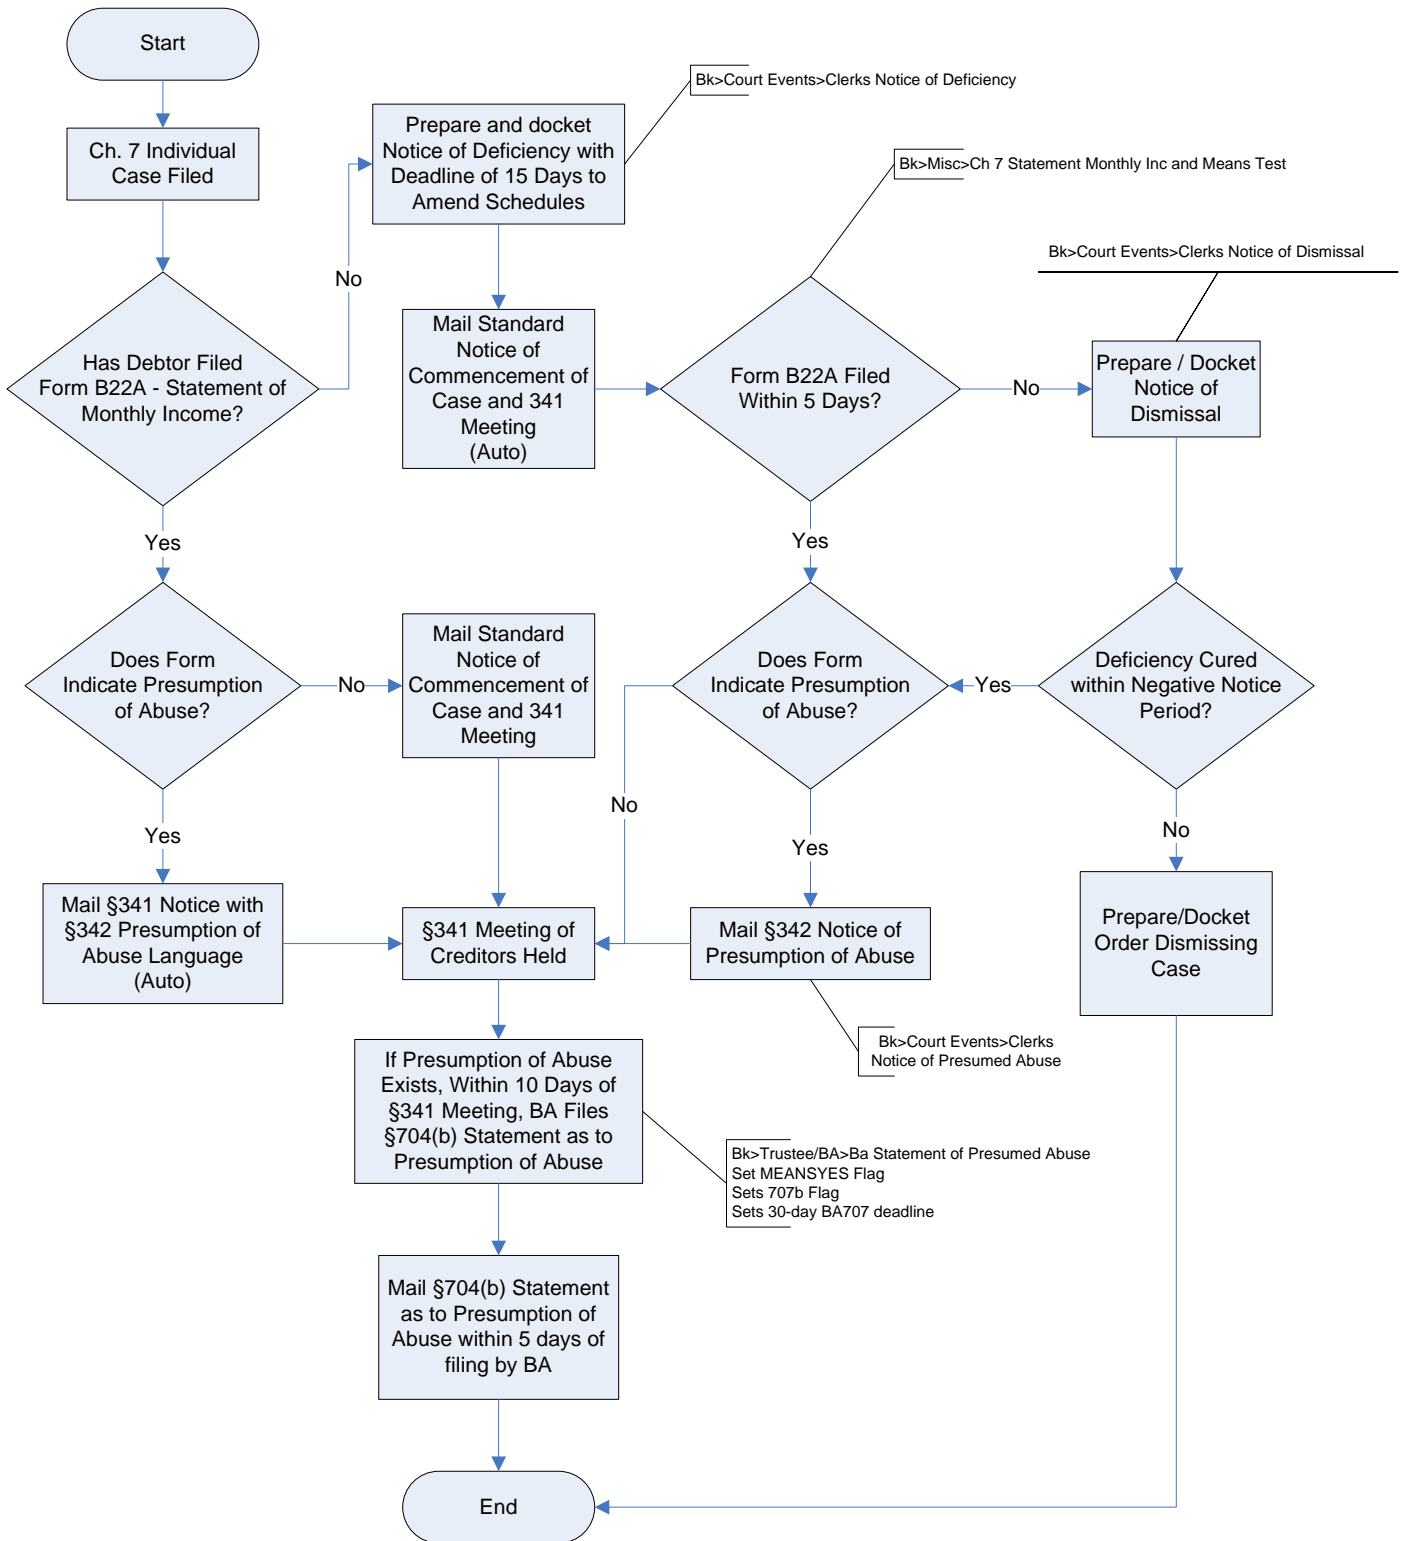 Start
Bk>Court Events>Clerks Notice of Deficiency
Ch. 7 Individual
Case Filed
Prepare and docket
Notice of Deficiency with
Deadline of 15 Days to
Amend Schedules
Bk>Misc>Ch 7 Statement Monthly Inc and Means Test
Bk>Court Events>Clerks Notice of Dismissal
No
Has Debtor Filed
Form B22A - Statement of
Monthly Income?
Mail Standard
Notice of
Commencement of
Case and 341
Meeting
(Auto)
Form B22A Filed
Within 5 Days?
No
Prepare / Docket
Notice of
Dismissal
Yes
Yes
Does Form
Indicate Presumption
of Abuse?
No
Mail Standard
Notice of
Commencement of
Case and 341
Meeting
Does Form
Indicate Presumption
of Abuse?
Yes
Deficiency Cured
within Negative Notice
Period?
No
Yes
Yes
No
Mail §341 Notice with
§342 Presumption of
Abuse Language
(Auto)
§341 Meeting of
Creditors Held
Mail §342 Notice of
Presumption of Abuse
Prepare/Docket
Order Dismissing
Case
Bk>Court Events>Clerks
Notice of Presumed Abuse
If Presumption of Abuse
Exists, Within 10 Days of
§341 Meeting, BA Files
§704(b) Statement as to
Presumption of Abuse
Bk>Trustee/BA>Ba Statement of Presumed Abuse
Set MEANSYES Flag
Sets 707b Flag
Sets 30-day BA707 deadline
Mail §704(b) Statement
as to Presumption of
Abuse within 5 days of
filing by BA
End